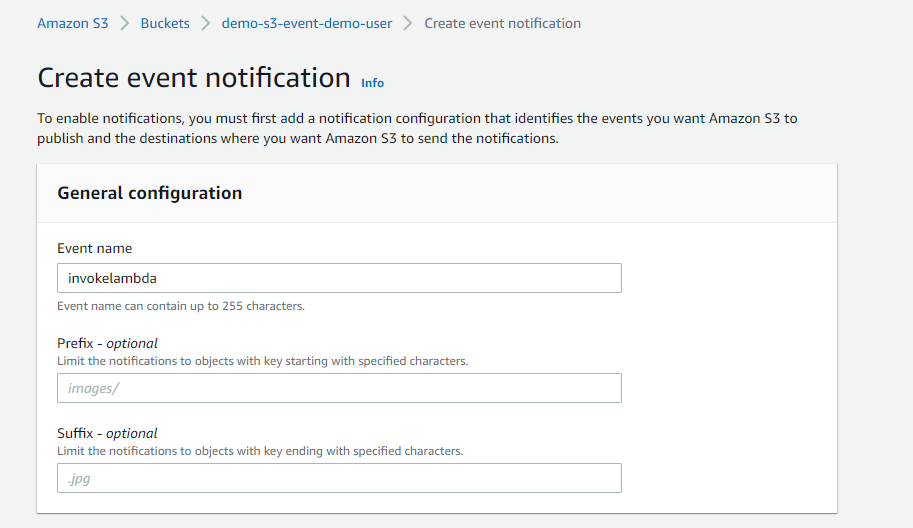 Amazon S3 > Buckets > demo-s3-event-demo-user > Create event notification
Create event notification Info
To enable notifications, you must first add a notification configuration that identifies the events you want Amazon S3 to
publish and the destinations where you want Amazon S3 to send the notifications.
General configuration
Event name
invokelambda
Event name can contain up to 255 characters.
Prefix - optional
Limit the notifications to objects with key starting with specified characters.
images/
Suffix - optional
Limit the notifications to objects with key ending with specified characters.
.jpg